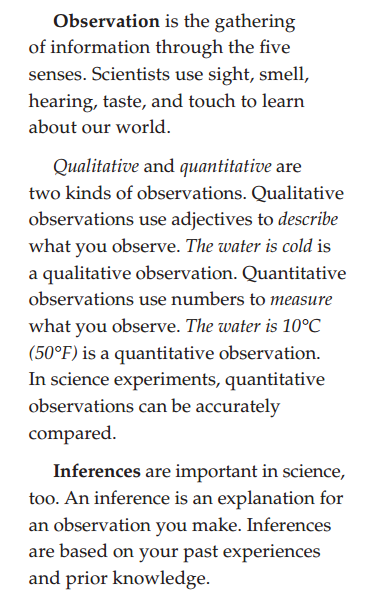 Observation is the gathering
of information through the five
senses. Scientists use sight, smell,
hearing, taste, and touch to learn
about our world.
Qualitative and quantitative are
two kinds of observations. Qualitative
observations use adjectives to describe
what you observe. The water is cold is
a qualitative observation. Quantitative
observations use numbers to measure
what you observe. The water is 10°C
(50°F) is a quantitative observation.
In science experiments, quantitative
observations can be accurately
compared.
Inferences are important in science,
too. An inference is an explanation for
an observation you make. Inferences
are based on your past experiences
and prior knowledge.